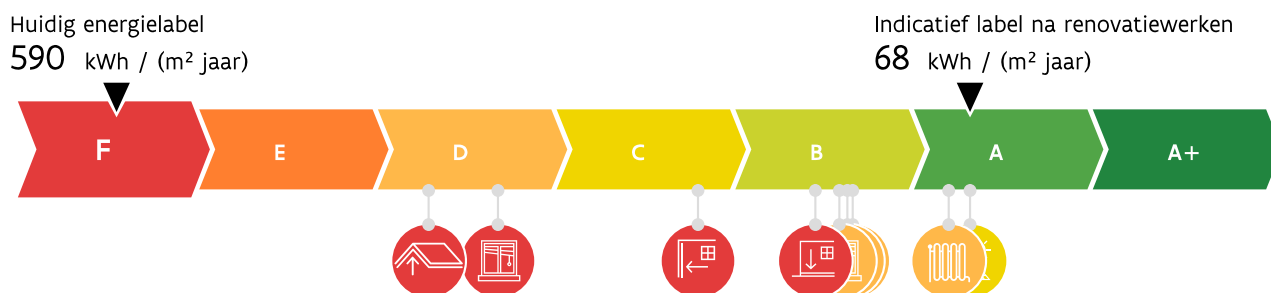 Huidig energielabel
590 kWh / (m² jaar)
Indicatief label na renovatiewerken
68 kWh / (m² jaar)
F E D C B A A+